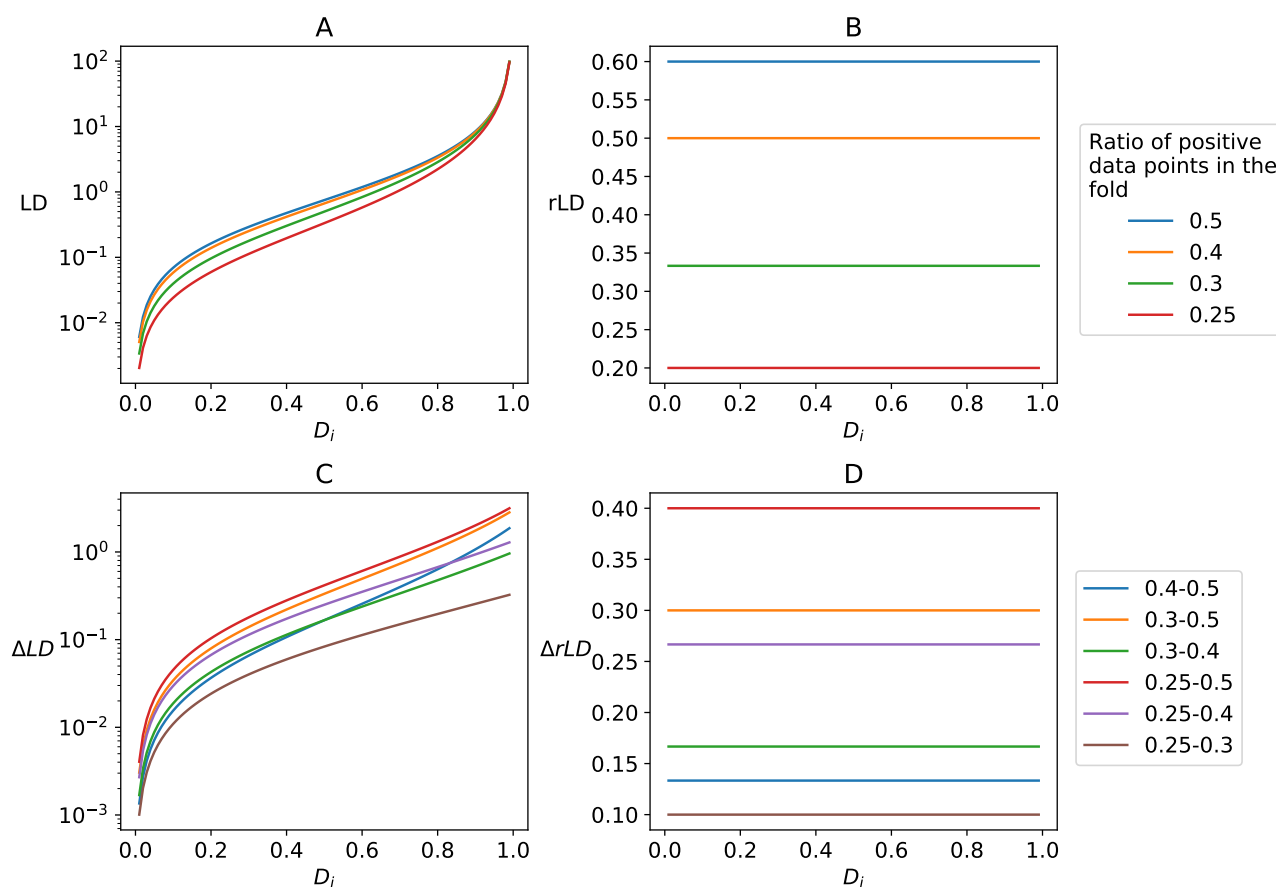 A
B
LD
10^2
10^1
10^0
10^-1
10^-2
0.0 0.2 0.4 0.6 0.8 1.0
D_i
rLD
0.60
0.55
0.50
0.45
0.40
0.35
0.30
0.25
0.20
0.0 0.2 0.4 0.6 0.8 1.0
D_i
Ratio of positive
data points in the
fold
0.5
0.4
0.3
0.25
C
D
ΔLD
10^0
10^-1
10^-2
10^-3
0.0 0.2 0.4 0.6 0.8 1.0
D_i
ΔrLD
0.40
0.35
0.30
0.25
0.20
0.15
0.10
0.0 0.2 0.4 0.6 0.8 1.0
D_i
0.4-0.5
0.3-0.5
0.3-0.4
0.25-0.5
0.25-0.4
0.25-0.3